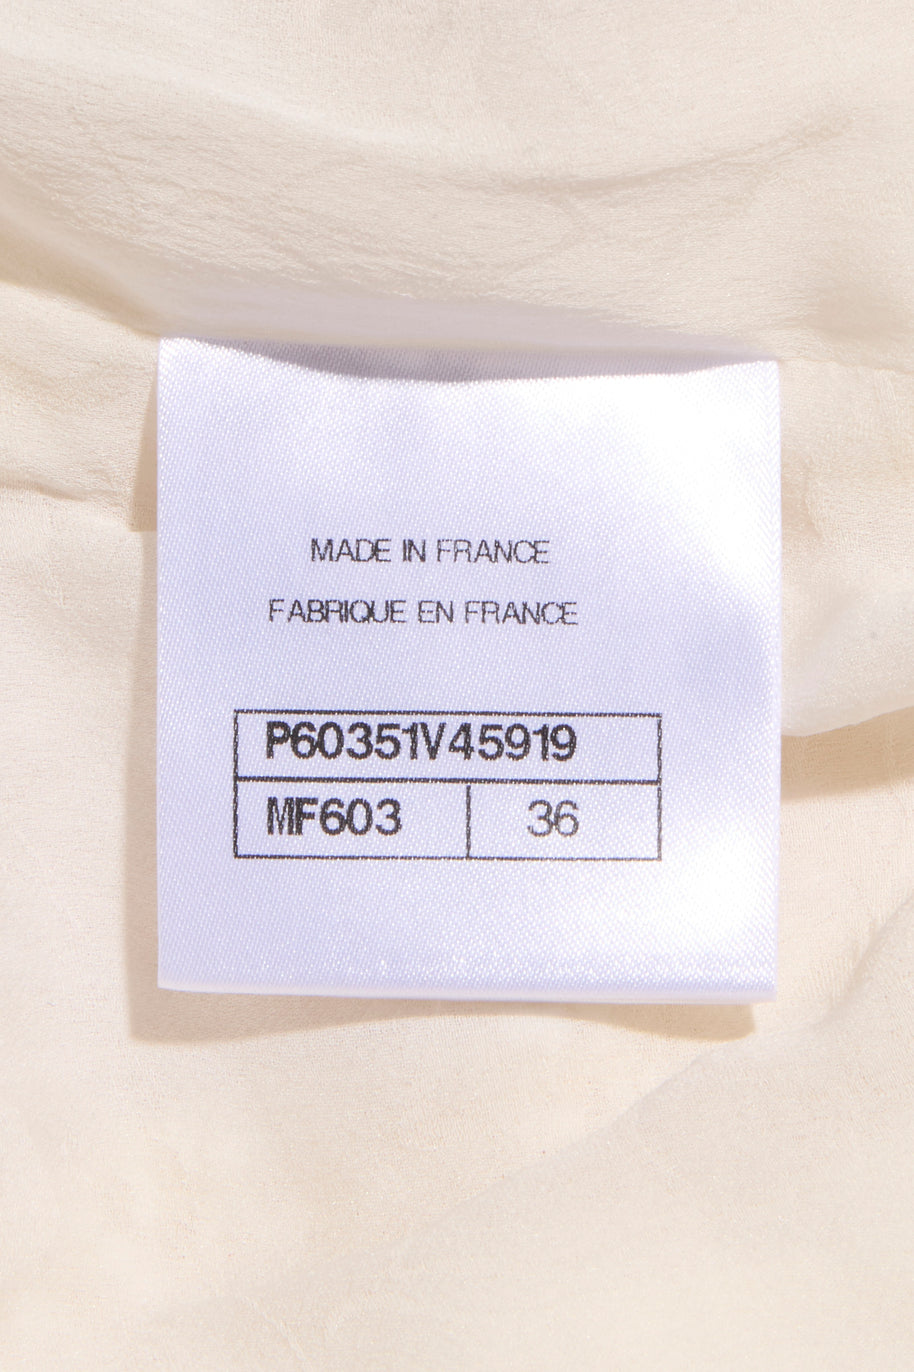 MADE IN FRANCE
FABRIQUE EN FRANCE
P60351V45919
MF603 36